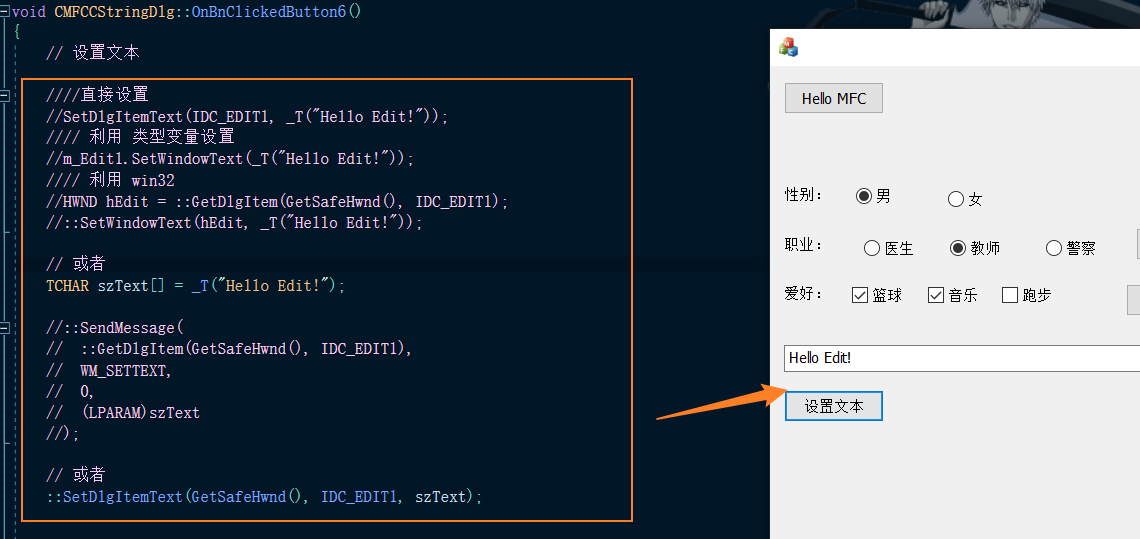 void CMFCCStringDlg::OnBnClickedButton6()
{
// 设置文本
////直接设置
//SetDlgItemText(IDC_EDIT1, _T("Hello Edit!"));
//// 利用 类型变量设置
//m_Edit1.SetWindowText(_T("Hello Edit!"));
//// 利用 win32
//HWND hEdit = ::GetDlgItem(GetSafeHwnd(), IDC_EDIT1);
//::SetWindowText(hEdit, _T("Hello Edit!"));
// 或者
TCHAR szText[] = _T("Hello Edit!");
//::SendMessage(
//  ::GetDlgItem(GetSafeHwnd(), IDC_EDIT1),
//  WM_SETTEXT,
//  0,
//  (LPARAM)szText
//);
// 或者
::SetDlgItemText(GetSafeHwnd(), IDC_EDIT1, szText);
Hello MFC
性别： 男 女
职业： 医生 教师 警察
爱好： 篮球 音乐 跑步
Hello Edit!
设置文本